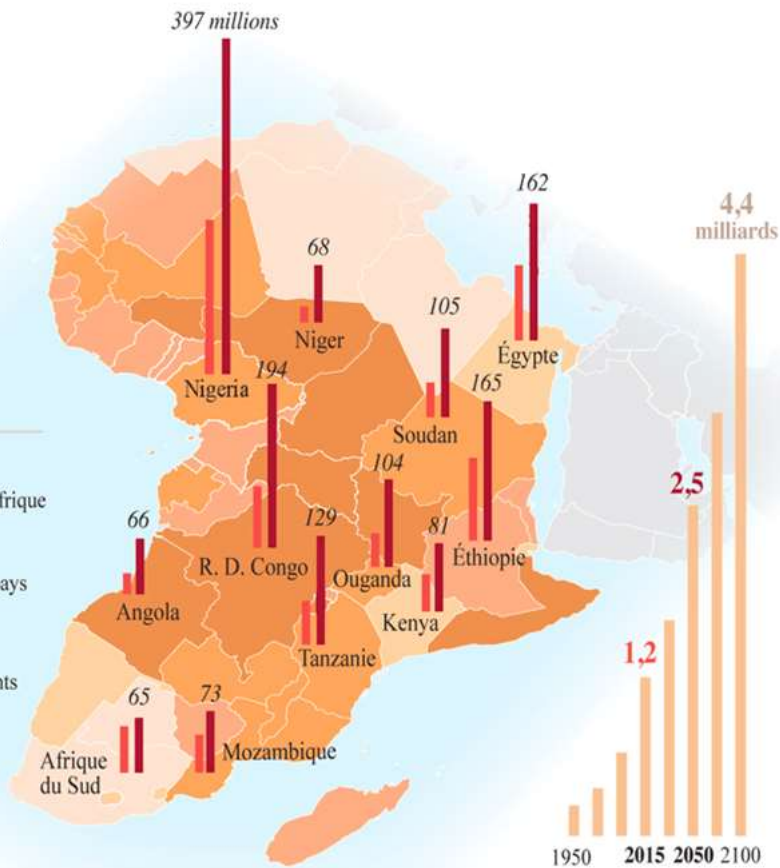 397 millions
162
4,4
milliards
68
Niger
105
Égypte
Nigeria
194
165
Soudan
2,5
frique
104
66
129
81
R. D. Congo
Ouganda
Éthiopie
ays
Angola
Kenya
1,2
Tanzanie
nts
65
73
Afrique
du Sud
Mozambique
1950 2015 2050 2100